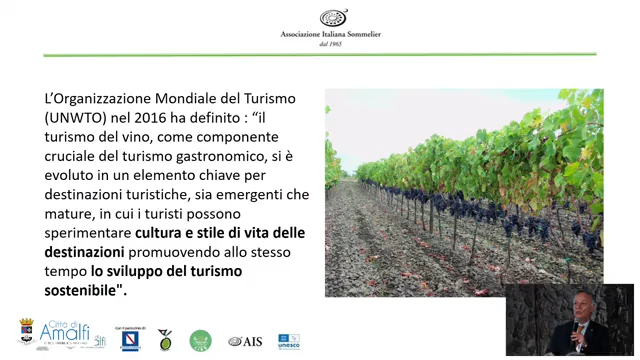 Associazione Italiana Sommelier
dal 1965
L'Organizzazione Mondiale del Turismo
(UNWTO) nel 2016 ha definito : “il
turismo del vino, come componente
cruciale del turismo gastronomico, si è
evoluto in un elemento chiave per
destinazioni turistiche, sia emergenti che
mature, in cui i turisti possono
sperimentare cultura e stile di vita delle
destinazioni promuovendo allo stesso
tempo lo sviluppo del turismo
sostenibile".
Città di
Amalfi
AIS
unesco